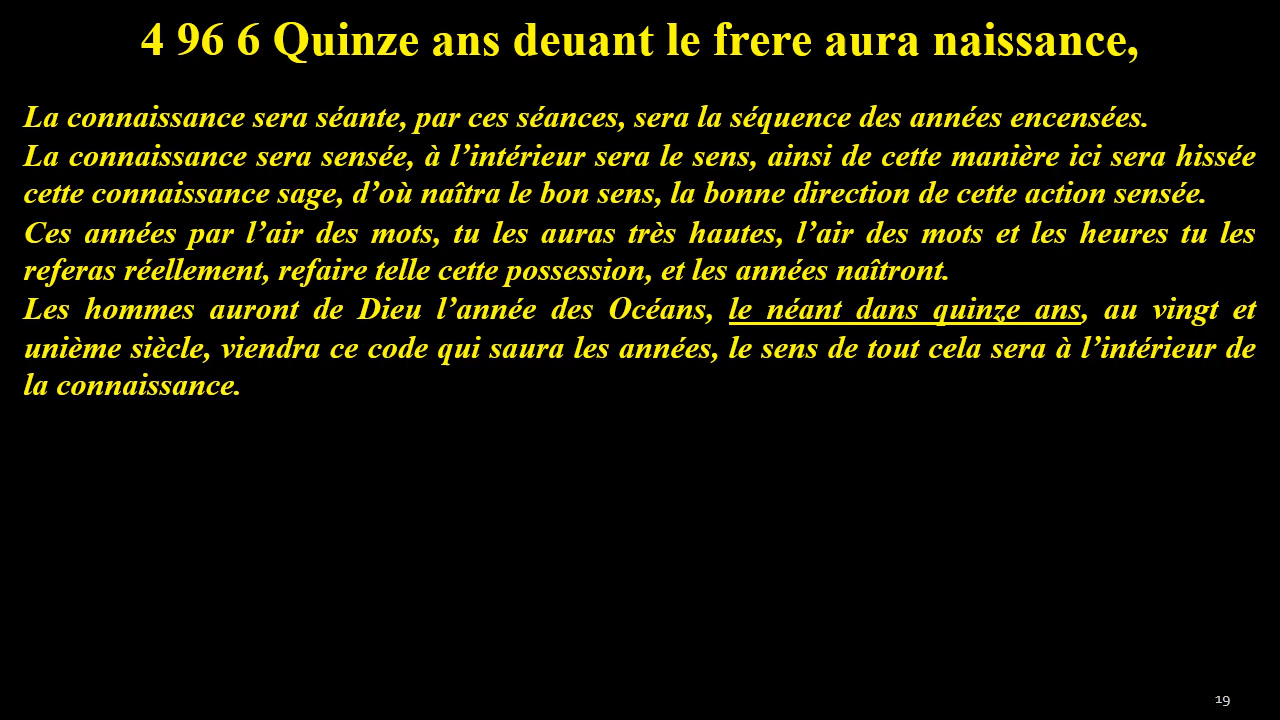 4 96 6 Quinze ans deuant le frere aura naissance,
La connaissance sera séante, par ces séances, sera la séquence des années encensées.
La connaissance sera sensée, à l’intérieur sera le sens, ainsi de cette manière ici sera hissée
cette connaissance sage, d’où naîtra le bon sens, la bonne direction de cette action sensée.
Ces années par l’air des mots, tu les auras très hautes, l’air des mots et les heures tu les
referas réellement, refaire telle cette possession, et les années naîtront.
Les hommes auront de Dieu l’année des Océans, le néant dans quinze ans, au vingt et
unième siècle, viendra ce code qui saura les années, le sens de tout cela sera à l’intérieur de
la connaissance.
19